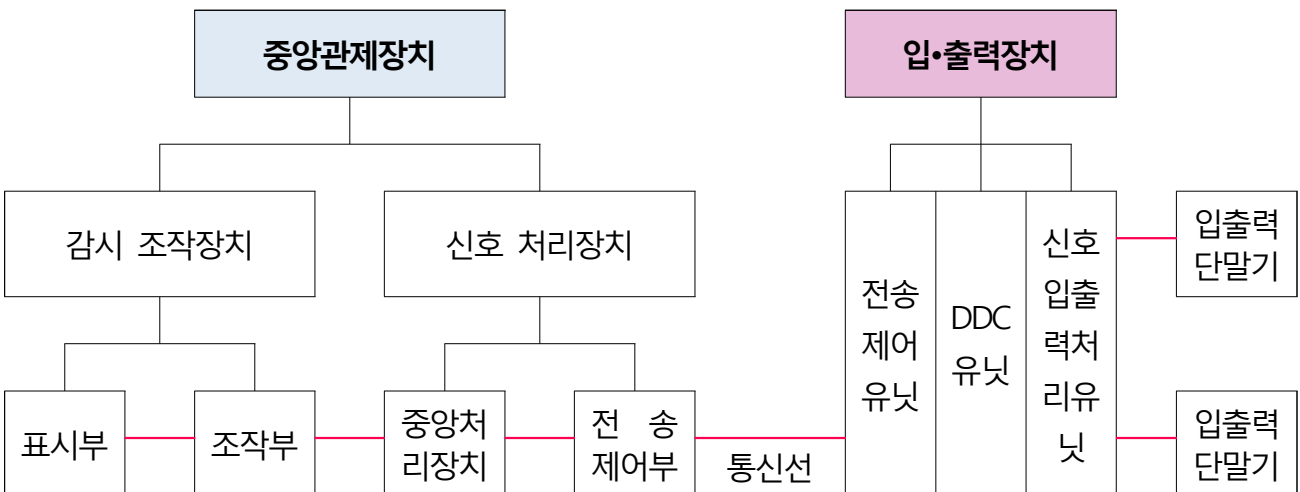 중앙관제장치
입•출력장치
감시 조작장치
신호 처리장치
전송
제어
유닛
DDC
유닛
신호
입출
력처
리유
닛
입출력
단말기
표시부
조작부
중앙처
리장치
전 송
제어부
통신선
입출력
단말기